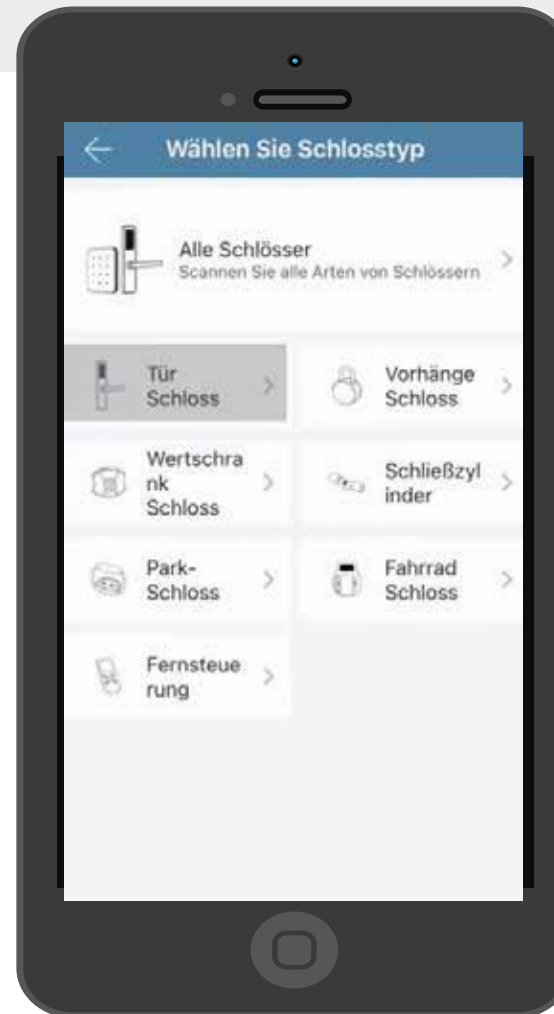 Wählen Sie Schlosstyp
Alle Schlösser
Scannen Sie alle Arten von Schlössern
Tür
Schloss
Vorhänge
Schloss
Wertschra
nk
Schloss
Schließzyl
inder
Park-
Schloss
Fahrrad
Schloss
Fernsteue
rung